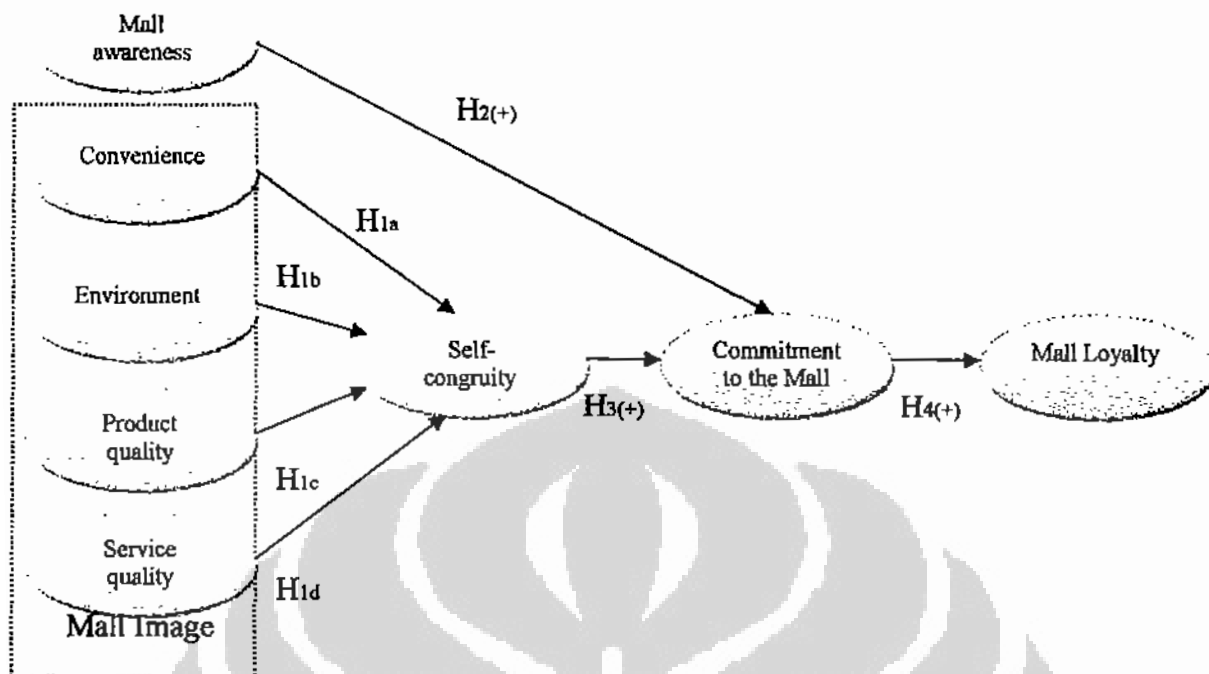 Mall
awareness
H2(+)
Convenience
H1a
Environment
H1b
Self-
congruity
Commitment
to the Mall
Mall Loyalty
H3(+)
H4(+)
Product
quality
H1c
Service
quality
H1d
Mall Image